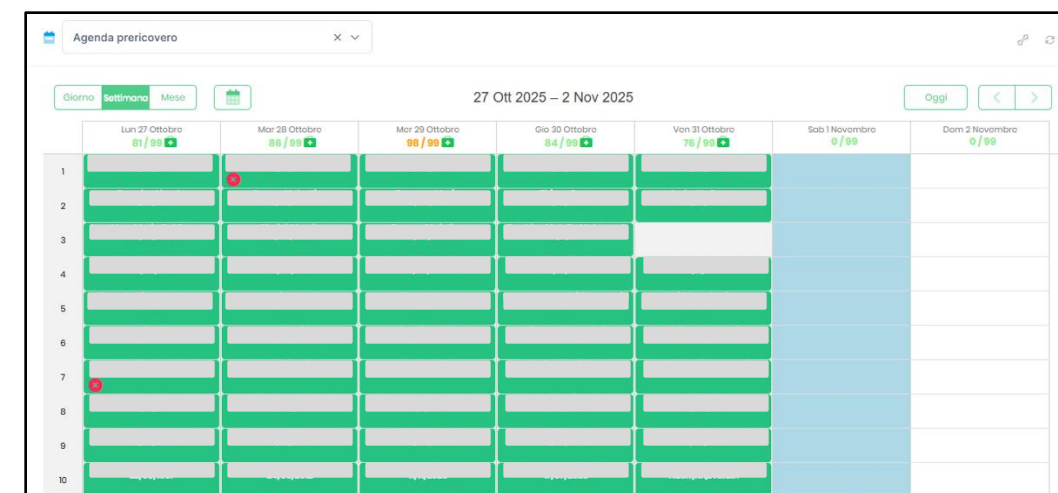 Agenda prericovero
Giorno Settimana Mese
27 Ott 2025 – 2 Nov 2025
Oggi
Lun 27 Ottobre
81 / 99
Mar 28 Ottobre
86 / 99
Mer 29 Ottobre
98 / 99
Gio 30 Ottobre
84 / 99
Ven 31 Ottobre
76 / 99
Sab 1 Novembre
0 / 99
Dom 2 Novembre
0 / 99
1
2
3
4
5
6
7
8
9
10